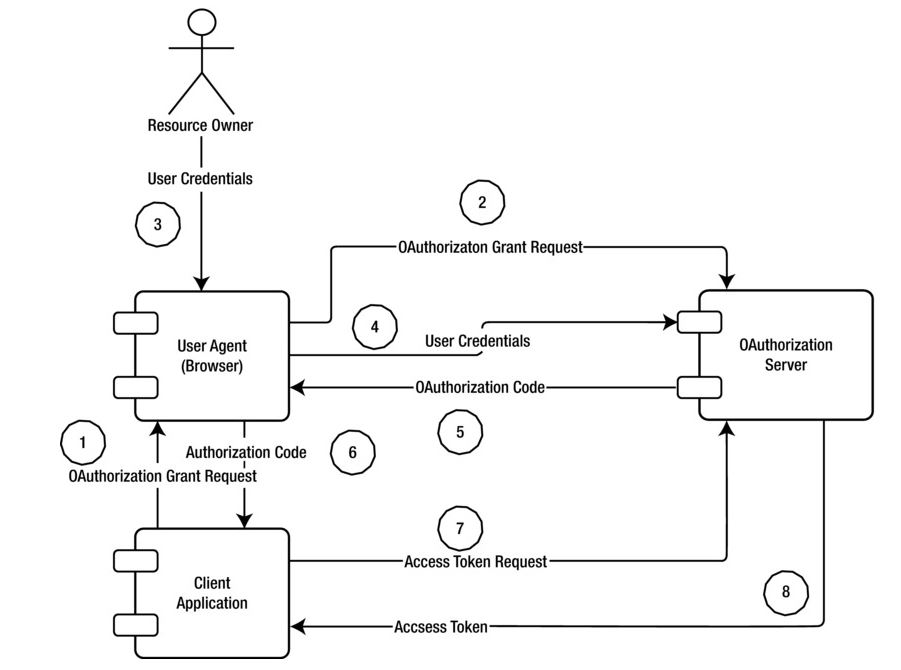 Resource Owner
User Credentials
3
2
OAuthorizaton Grant Request
4
User Agent
(Browser)
User Credentials
OAuthorization
Server
OAuthorization Code
1
5
6
Authorization Code
OAuthorization Grant Request
7
Access Token Request
Client
Application
8
Accsess Token